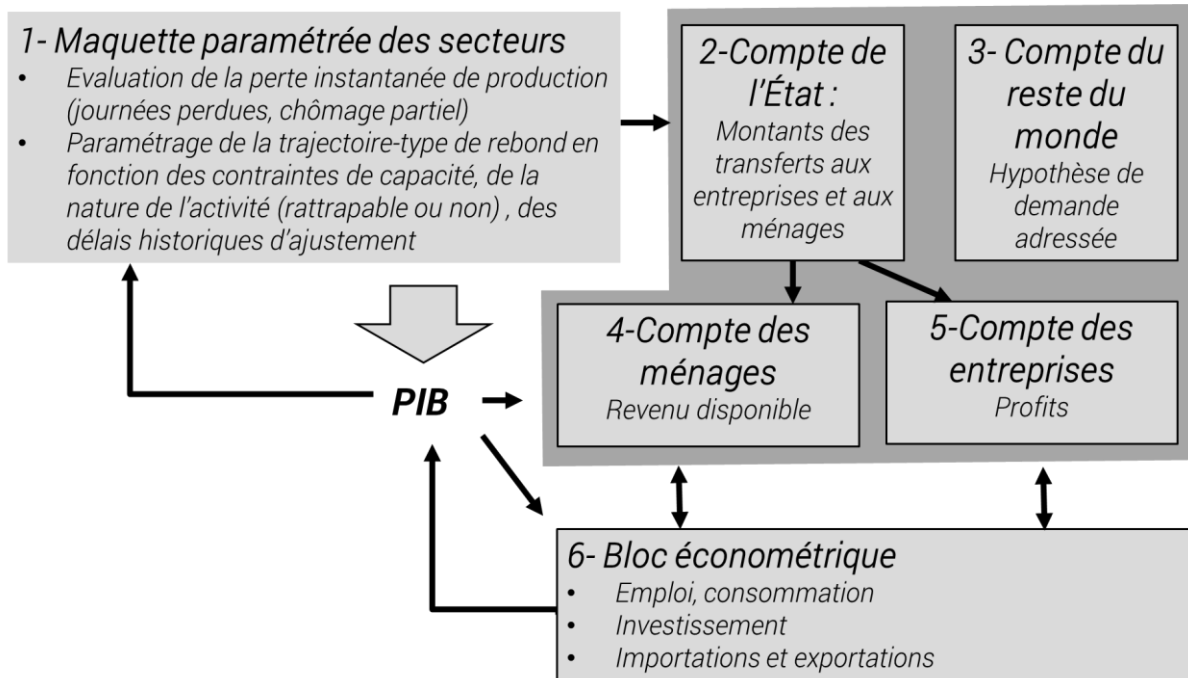 1- Maquette paramétrée des secteurs
• Evaluation de la perte instantanée de production
(journées perdues, chômage partiel)
• Paramétrage de la trajectoire-type de rebond en
fonction des contraintes de capacité, de la
nature de l’activité (rattrapable ou non) , des
délais historiques d’ajustement
2-Compte de
l’État :
Montants des
transferts aux
entreprises et aux
ménages
3- Compte du
reste du
monde
Hypothèse de
demande
adressée
4-Compte des
ménages
Revenu disponible
5-Compte des
entreprises
Profits
PIB
6- Bloc économétrique
• Emploi, consommation
• Investissement
• Importations et exportations